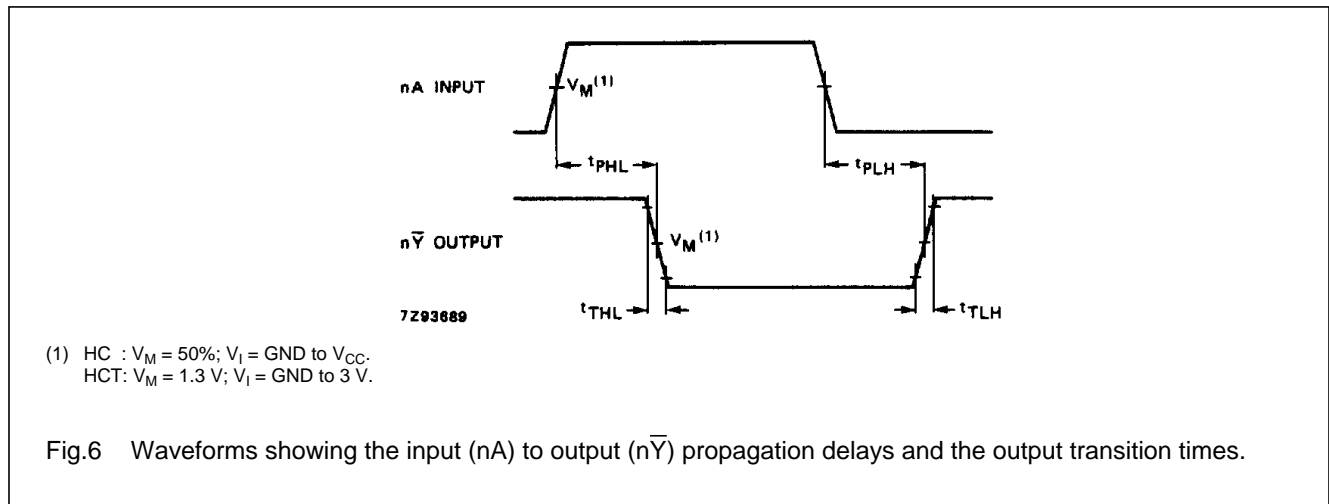 nA INPUT
V_M(1)
t_PHL
t_PLH
nȲ OUTPUT
V_M(1)
t_THL
t_TLH
7Z93689
(1) HC : V_M = 50%; V_I = GND to V_CC.
HCT: V_M = 1.3 V; V_I = GND to 3 V.
Fig.6 Waveforms showing the input (nA) to output (nȲ) propagation delays and the output transition times.